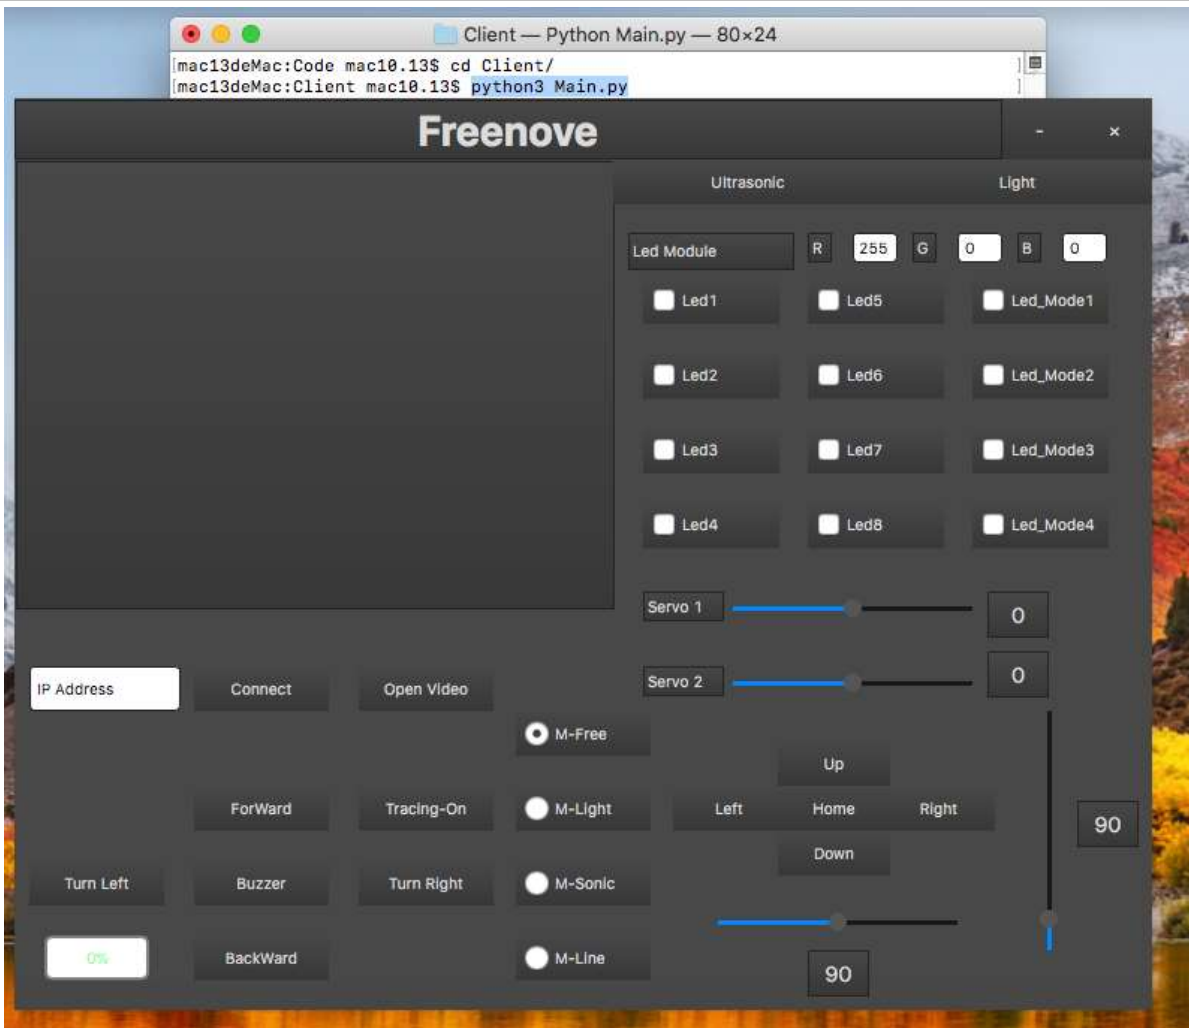 Client — Python Main.py — 80×24
[mac13deMac:Code mac10.13$ cd Client/ ]
[mac13deMac:Client mac10.13$ python3 Main.py ]
Freenove - ×
Ultrasonic Light
Led Module R 255 G 0 B 0
Led1 Led5 Led_Mode1
Led2 Led6 Led_Mode2
Led3 Led7 Led_Mode3
Led4 Led8 Led_Mode4
Servo 1 0
Servo 2 0
IP Address Connect Open Video
M-Free
Up
ForWard Tracing-On M-Light Left Home Right
90
Down
Turn Left Buzzer Turn Right M-Sonic
0% BackWard M-Line
90